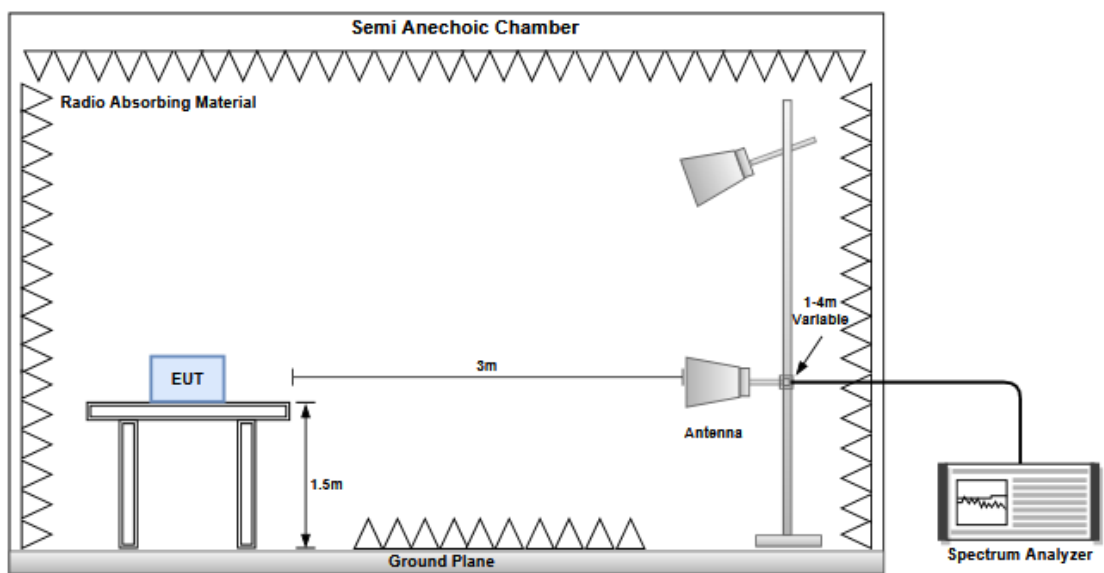 Semi Anechoic Chamber
Radio Absorbing Material
1-4m
Variable
3m
EUT
Antenna
1.5m
Ground Plane
Spectrum Analyzer